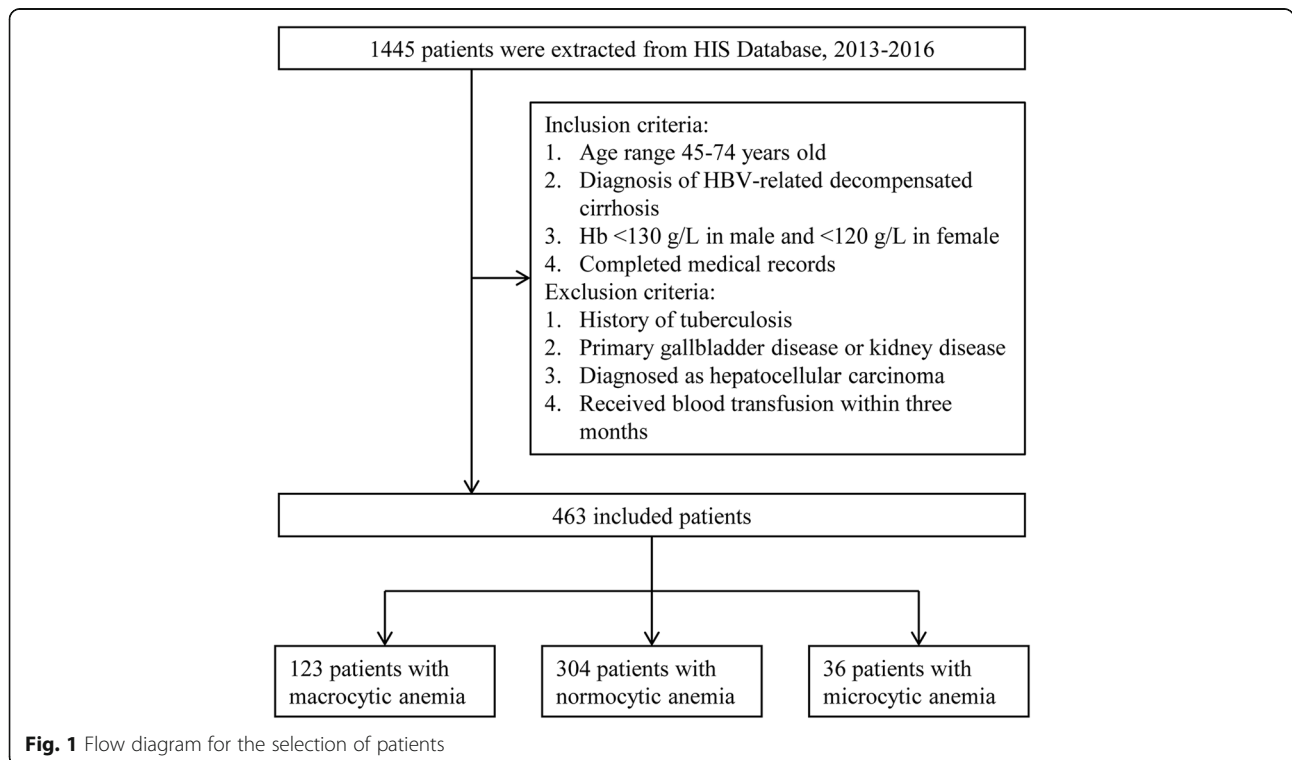 1445 patients were extracted from HIS Database, 2013-2016
Inclusion criteria:
1. Age range 45-74 years old
2. Diagnosis of HBV-related decompensated
cirrhosis
3. Hb <130 g/L in male and <120 g/L in female
4. Completed medical records
Exclusion criteria:
1. History of tuberculosis
2. Primary gallbladder disease or kidney disease
3. Diagnosed as hepatocellular carcinoma
4. Received blood transfusion within three
months
463 included patients
123 patients with
macrocytic anemia
304 patients with
normocytic anemia
36 patients with
microcytic anemia
Fig. 1 Flow diagram for the selection of patients